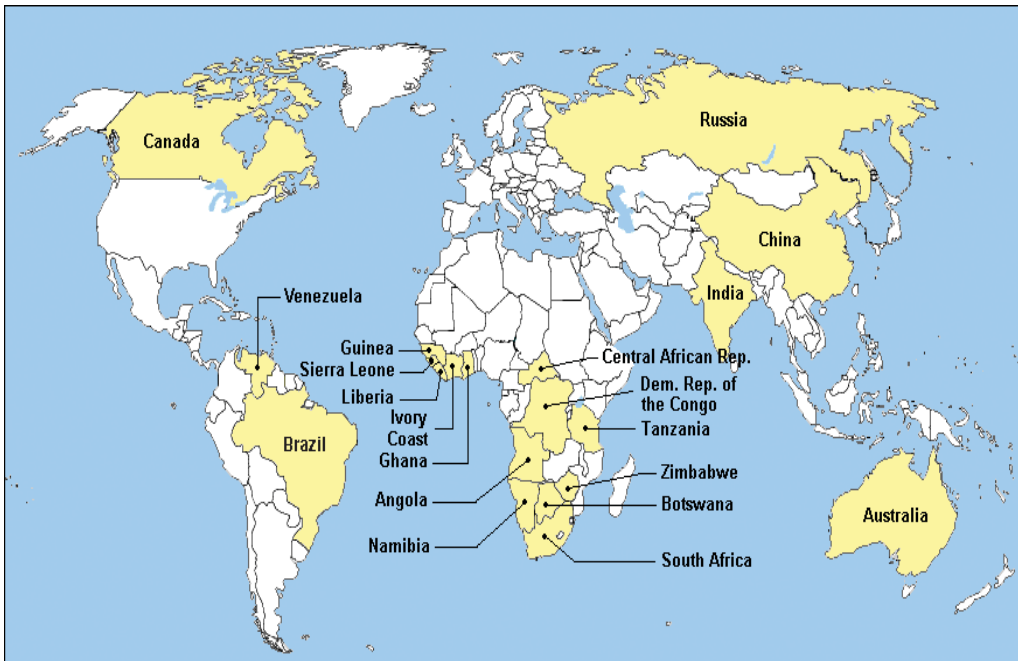 Canada
Russia
China
India
Venezuela
Guinea
Sierra Leone
Liberia
Ivory
Coast
Ghana
Central African Rep.
Dem. Rep. of
the Congo
Tanzania
Brazil
Angola
Zimbabwe
Botswana
Namibia
South Africa
Australia